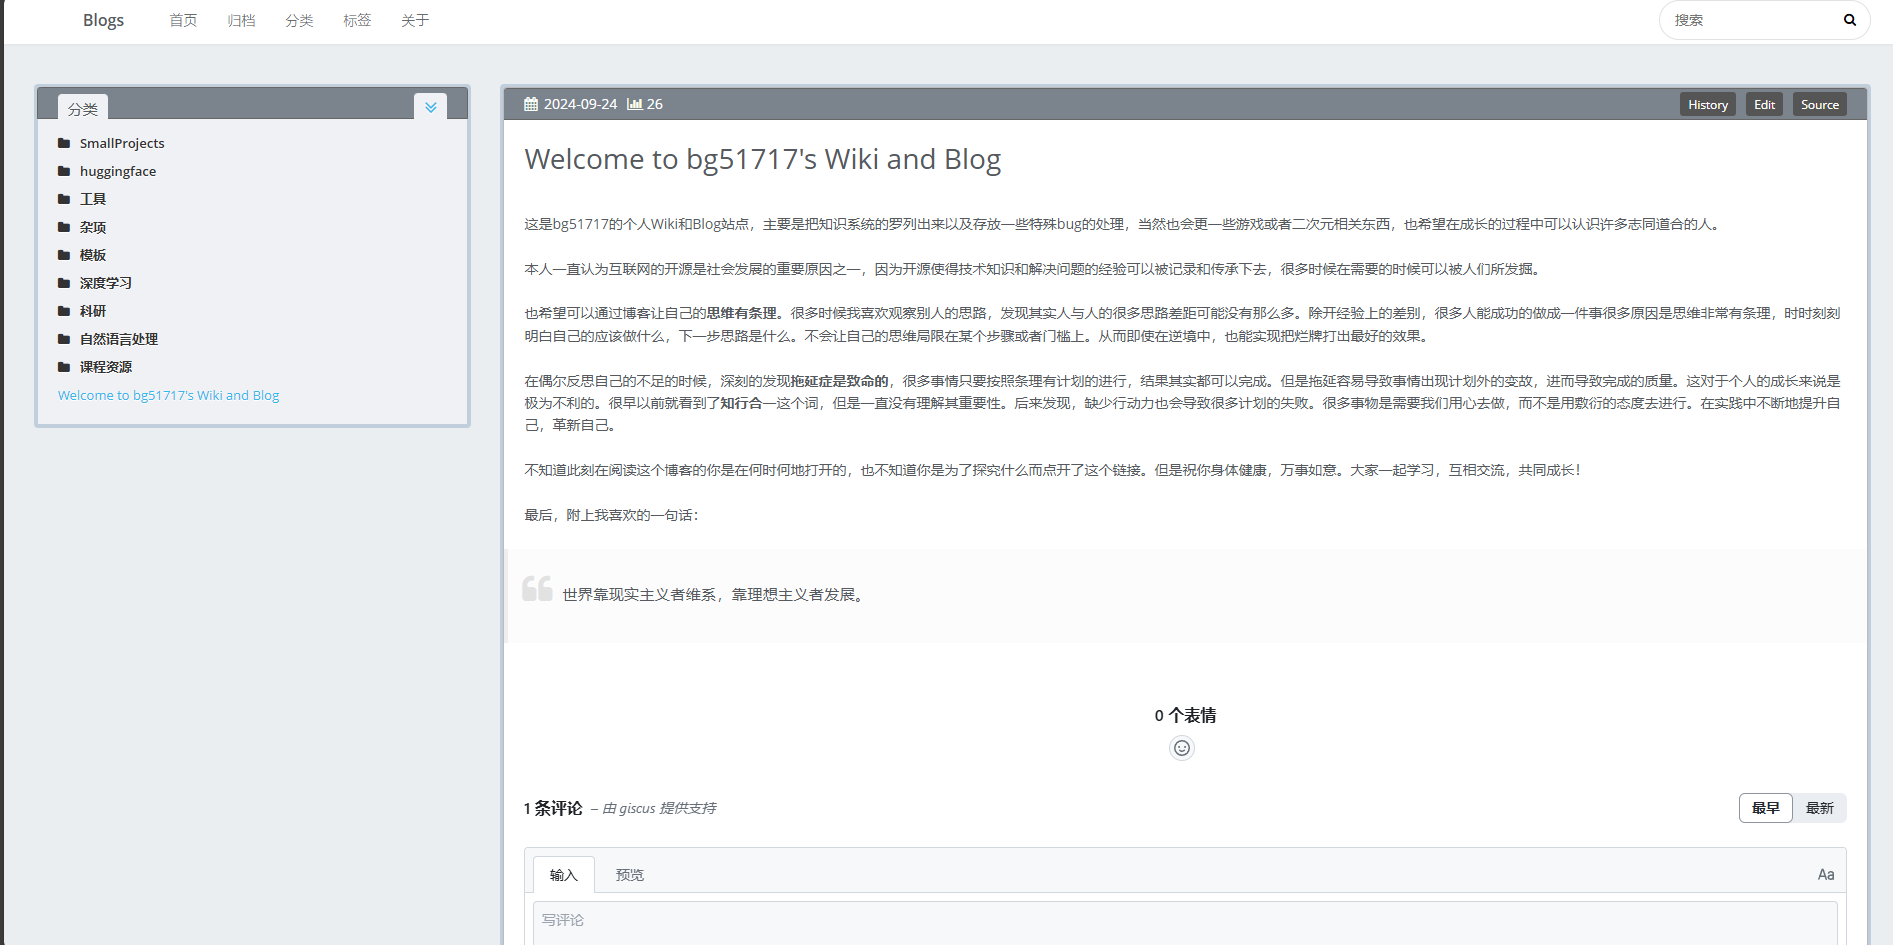 Blogs 首页 归档 分类 标签 关于 搜索
分类
SmallProjects
huggingface
工具
杂项
模板
深度学习
科研
自然语言处理
课程资源
Welcome to bg51717's Wiki and Blog
2024-09-24 26 History Edit Source
Welcome to bg51717's Wiki and Blog
这是bg51717的个人Wiki和Blog站点，主要是把知识系统的罗列出来以及存放一些特殊bug的处理，当然也会更一些游戏或者二次元相关东西，也希望在成长的过程中可以认识许多志同道合的人。
本人一直认为互联网的开源是社会发展的重要原因之一，因为开源使得技术知识和解决问题的经验可以被记录和传承下去，很多时候在需要的时候可以被人们所发掘。
也希望可以通过博客让自己的思维有条理。很多时候我喜欢观察别人的思路，发现其实人与人的很多思路差距可能没有那么多。除开经验上的差别，很多人能成功的做成一件事很多原因是思维非常有条理，时时刻刻
明白自己的应该做什么，下一步思路是什么。不会让自己的思维局限在某个步骤或者门槛上。从而即使在逆境中，也能实现把烂牌打出最好的效果。
在偶尔反思自己的不足的时候，深刻的发现拖延症是致命的，很多事情只要按照条理有计划的进行，结果其实都可以完成。但是拖延容易导致事情出现计划外的变故，进而导致完成的质量。这对于个人的成长来说是
极为不利的。很早以前就看到了知行合一这个词，但是一直没有理解其重要性。后来发现，缺少行动力也会导致很多计划的失败。很多事物是需要我们用心去做，而不是用敷衍的态度去进行。在实践中不断地提升自
己，革新自己。
不知道此刻在阅读这个博客的你是在何时何地打开的，也不知道你是为了探究什么而点开了这个链接。但是祝你身体健康，万事如意。大家一起学习，互相交流，共同成长！
最后，附上我喜欢的一句话：
世界靠现实主义者维系，靠理想主义者发展。
0 个表情
1 条评论 – 由 giscus 提供支持 最早 最新
输入 预览 Aa
写评论